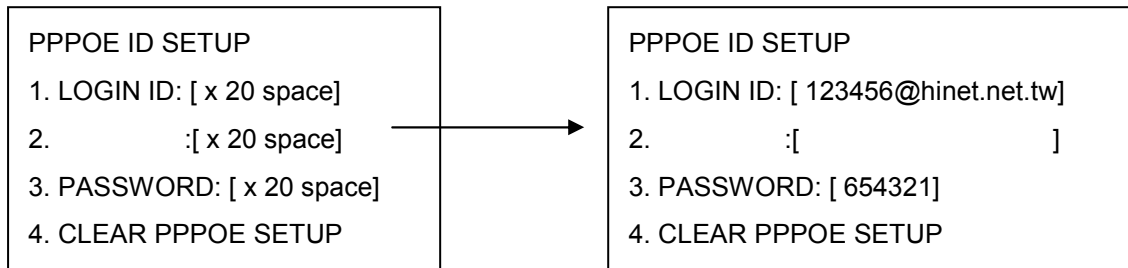 PPPOE ID SETUP
1. LOGIN ID: [ x 20 space]
2. :[ x 20 space]
3. PASSWORD: [ x 20 space]
4. CLEAR PPPOE SETUP
PPPOE ID SETUP
1. LOGIN ID: [ 123456@hinet.net.tw]
2. :[ ]
3. PASSWORD: [ 654321]
4. CLEAR PPPOE SETUP